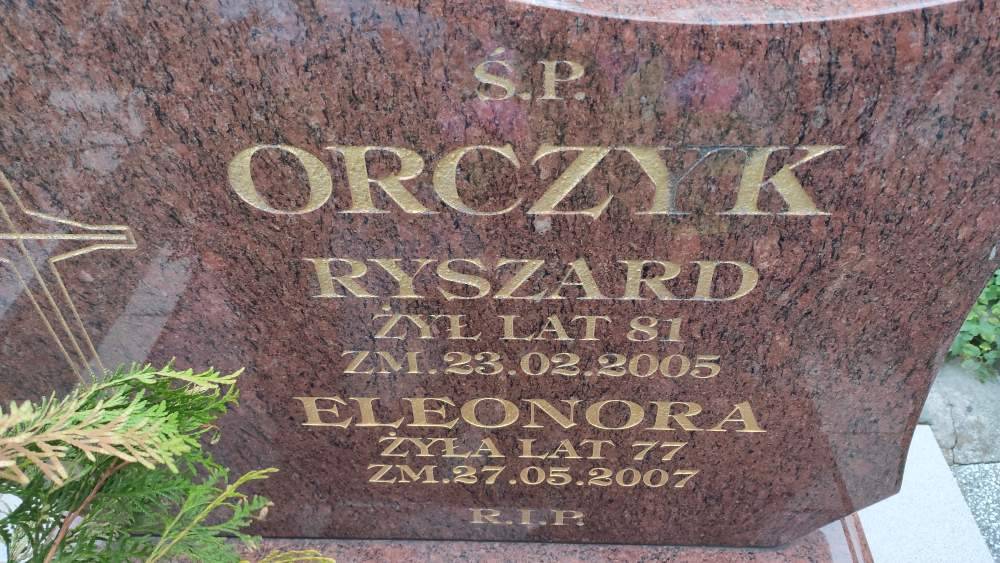 Ś.P.
ORCZYK
RYSZARD
ŻYŁ LAT 81
ZM.23.02.2005
ELEONORA
ŻYŁA LAT 77
ZM.27.05.2007
R.I.P.